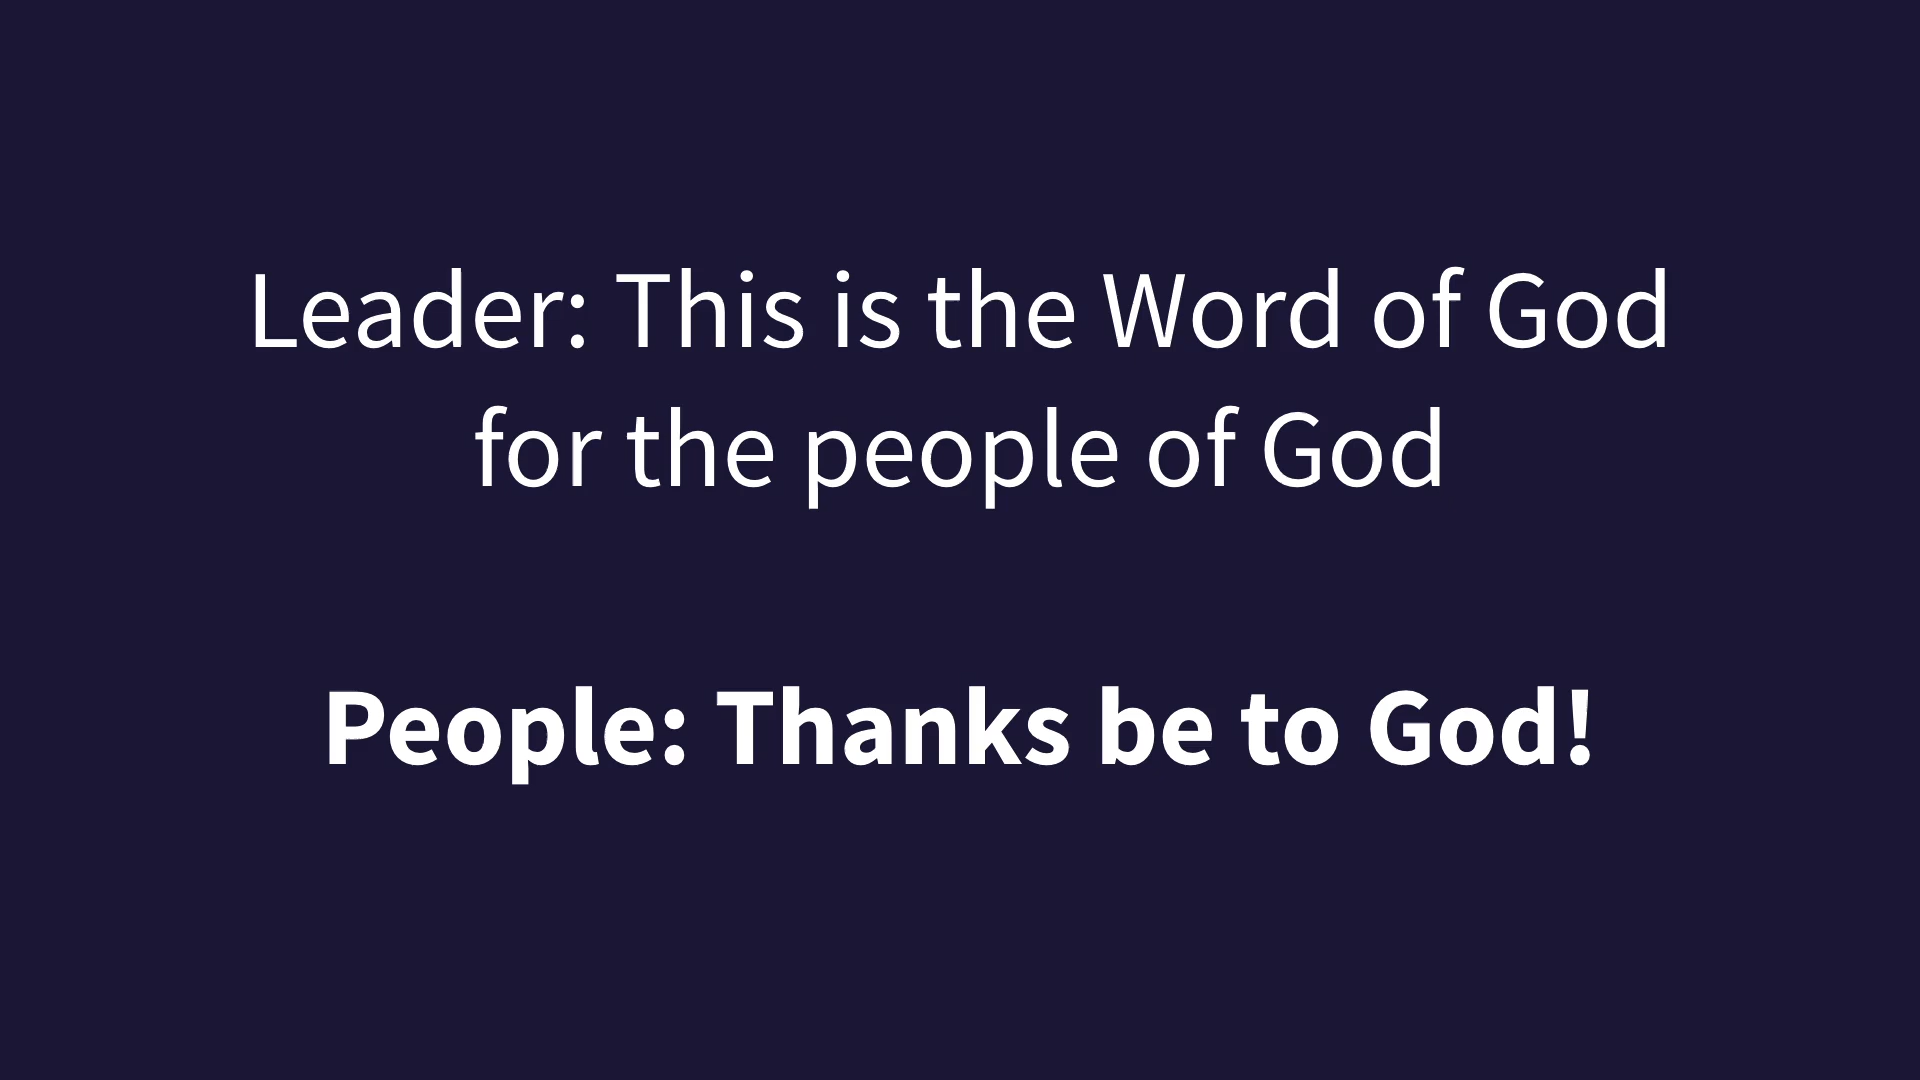 Leader: This is the Word of God
for the people of God
People: Thanks be to God!